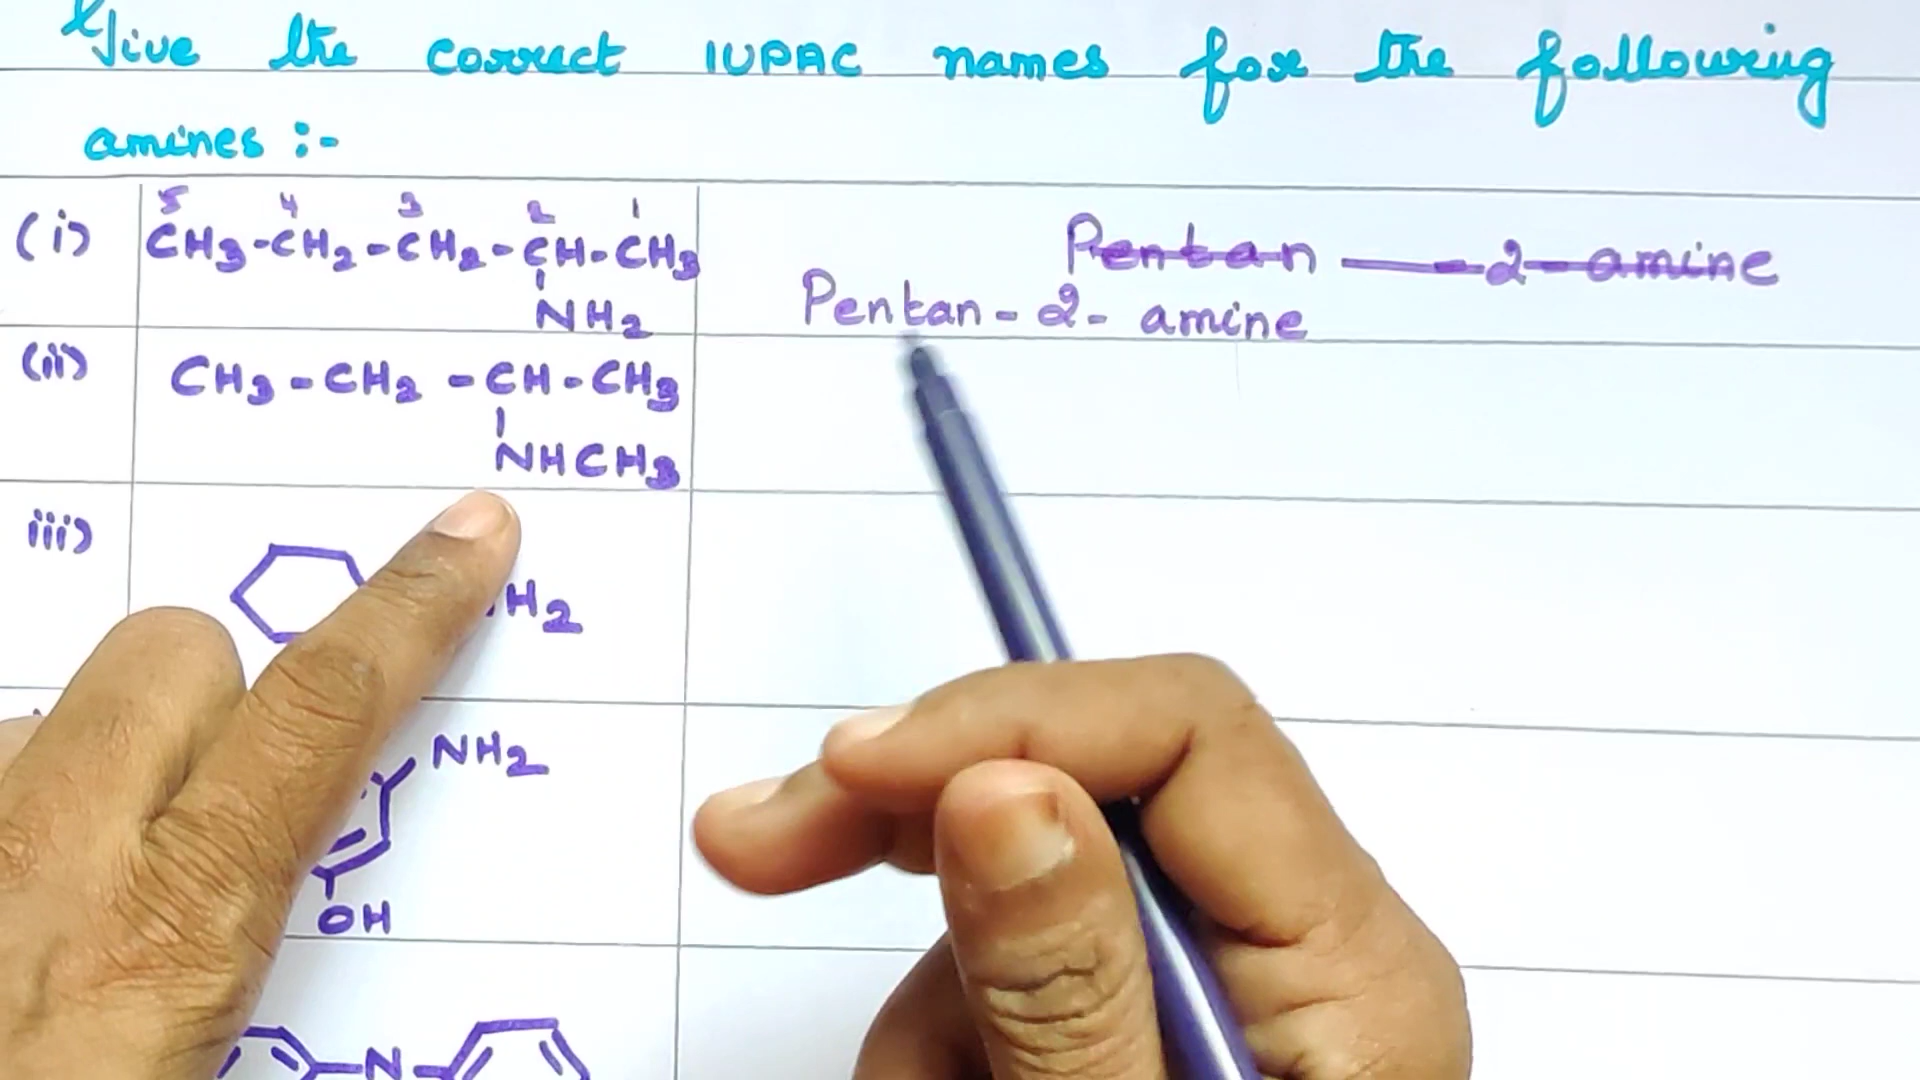 Give the correct IUPAC names for the following
amines :-
(i)
5 4 3 2 1
CH3-CH2-CH2-CH-CH3
NH2
Pentan — -2-amine
Pentan-2-amine
(ii)
CH3-CH2-CH-CH3
NHCH3
iii)
H2
NH2
OH
N